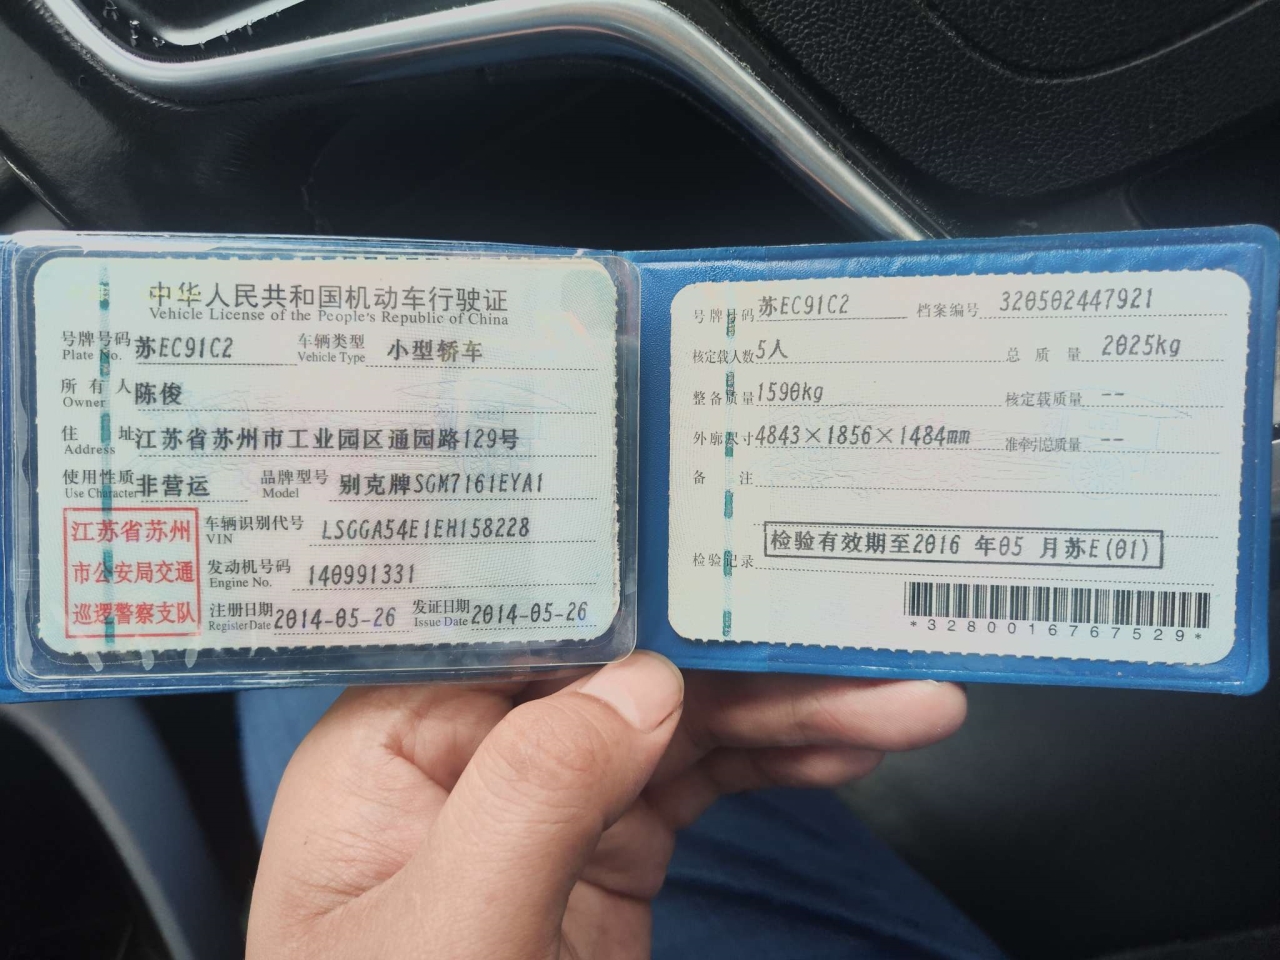 中华人民共和国机动车行驶证
Vehicle License of the People's Republic of China
号牌号码 苏EC91C2 车辆类型 小型轿车
Plate No. Vehicle Type
所有人 陈俊
Owner
住址 江苏省苏州市工业园区通园路129号
Address
使用性质 非营运 品牌型号 别克牌SGM7161EYA1
Use Character Model
江苏省苏州
市公安局交通
巡逻警察支队
车辆识别代号 LSGGA54E1EH158228
VIN
发动机号码 140991331
Engine No.
注册日期 2014-05-26 发证日期 2014-05-26
Register Date Issue Date
号牌号码 苏EC91C2 档案编号 320502447921
核定载人数 5人 总质量 2025kg
整备质量 1590kg 核定载质量 --
外廓尺寸 4843×1856×1484mm 准牵引总质量 --
备注
检验记录 检验有效期至2016 年05 月苏E(01)
*3280016767529*